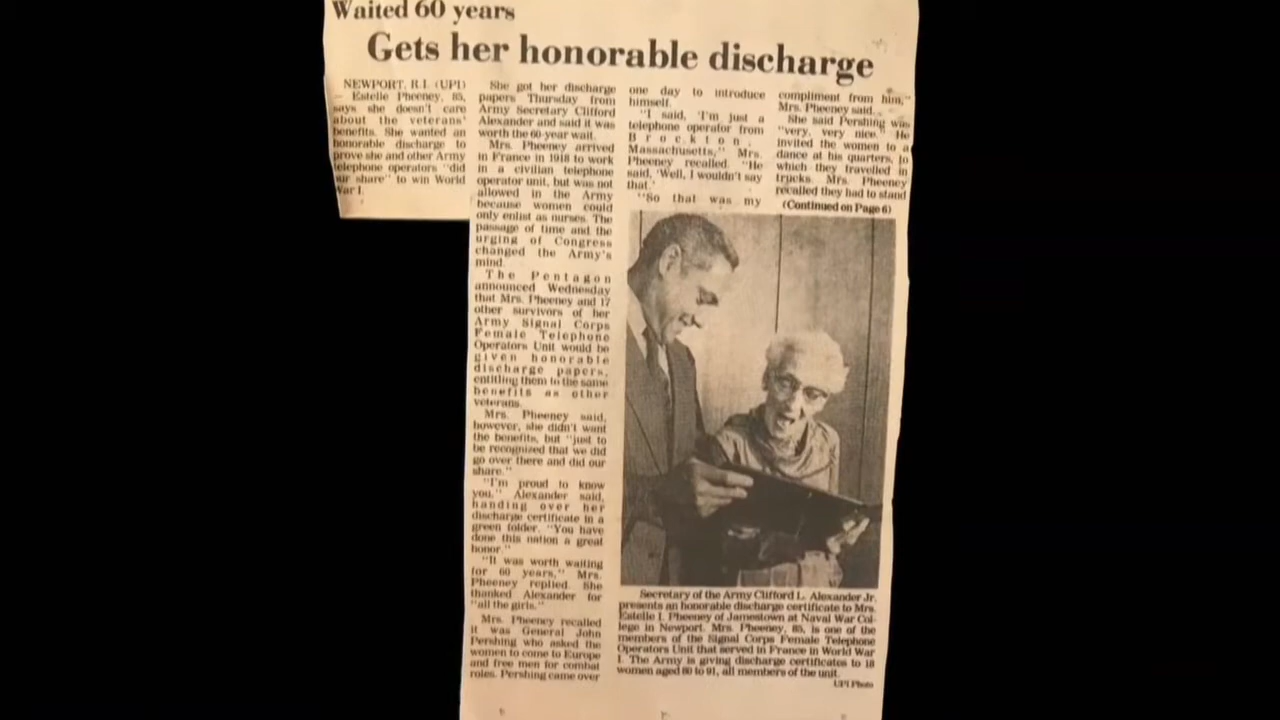 Waited 60 years
Gets her honorable discharge
NEWPORT, R.I. (UPI)
— Estelle Pheeney, 85,
says she doesn't care
about the veterans'
benefits. She wanted an
honorable discharge to
prove she and other Army
telephone operators "did
our share" to win World
War I.
She got her discharge
papers Thursday from
Army Secretary Clifford
Alexander and said it was
worth the 60-year wait.
Mrs. Pheeney arrived
in France in 1918 to work
in a civilian telephone
operator unit, but was not
allowed in the Army
because women could
only enlist as nurses. The
passage of time and the
urging of Congress
changed the Army's
mind.
The Pentagon
announced Wednesday
that Mrs. Pheeney and 17
other survivors of her
Army Signal Corps
Female Telephone
Operators Unit would be
given honorable
discharge papers,
entitling them to the same
benefits as other
veterans.
Mrs. Pheeney said,
however, she didn't want
the benefits, but "just to
be recognized that we did
go over there and did our
share."
"I'm proud to know
you," Alexander said,
handing over her
discharge certificate in a
green folder. "You have
done this nation a great
honor."
"It was worth waiting
for 60 years," Mrs.
Pheeney replied. She
thanked Alexander for
"all the girls."
Mrs. Pheeney recalled
it was General John
Pershing who asked the
women to come to Europe
and free men for combat
roles. Pershing came over
one day to introduce
himself.
"I said, 'I'm just a
telephone operator from
Brockton,
Massachusetts,'" Mrs.
Pheeney recalled. "He
said, 'Well, I wouldn't say
that.'
"So that was my
compliment from him,"
Mrs. Pheeney said.
She said Pershing was
"very, very nice." He
invited the women to a
dance at his quarters, to
which they travelled in
trucks. Mrs. Pheeney
recalled they had to stand
(Continued on Page 6)
Secretary of the Army Clifford L. Alexander Jr.
presents an honorable discharge certificate to Mrs.
Estelle I. Pheeney of Jamestown at Naval War Col-
lege in Newport. Mrs. Pheeney, 85, is one of the
members of the Signal Corps Female Telephone
Operators Unit that served in France in World War
I. The Army is giving discharge certificates to 18
women aged 80 to 91, all members of the unit.
UPI Photo